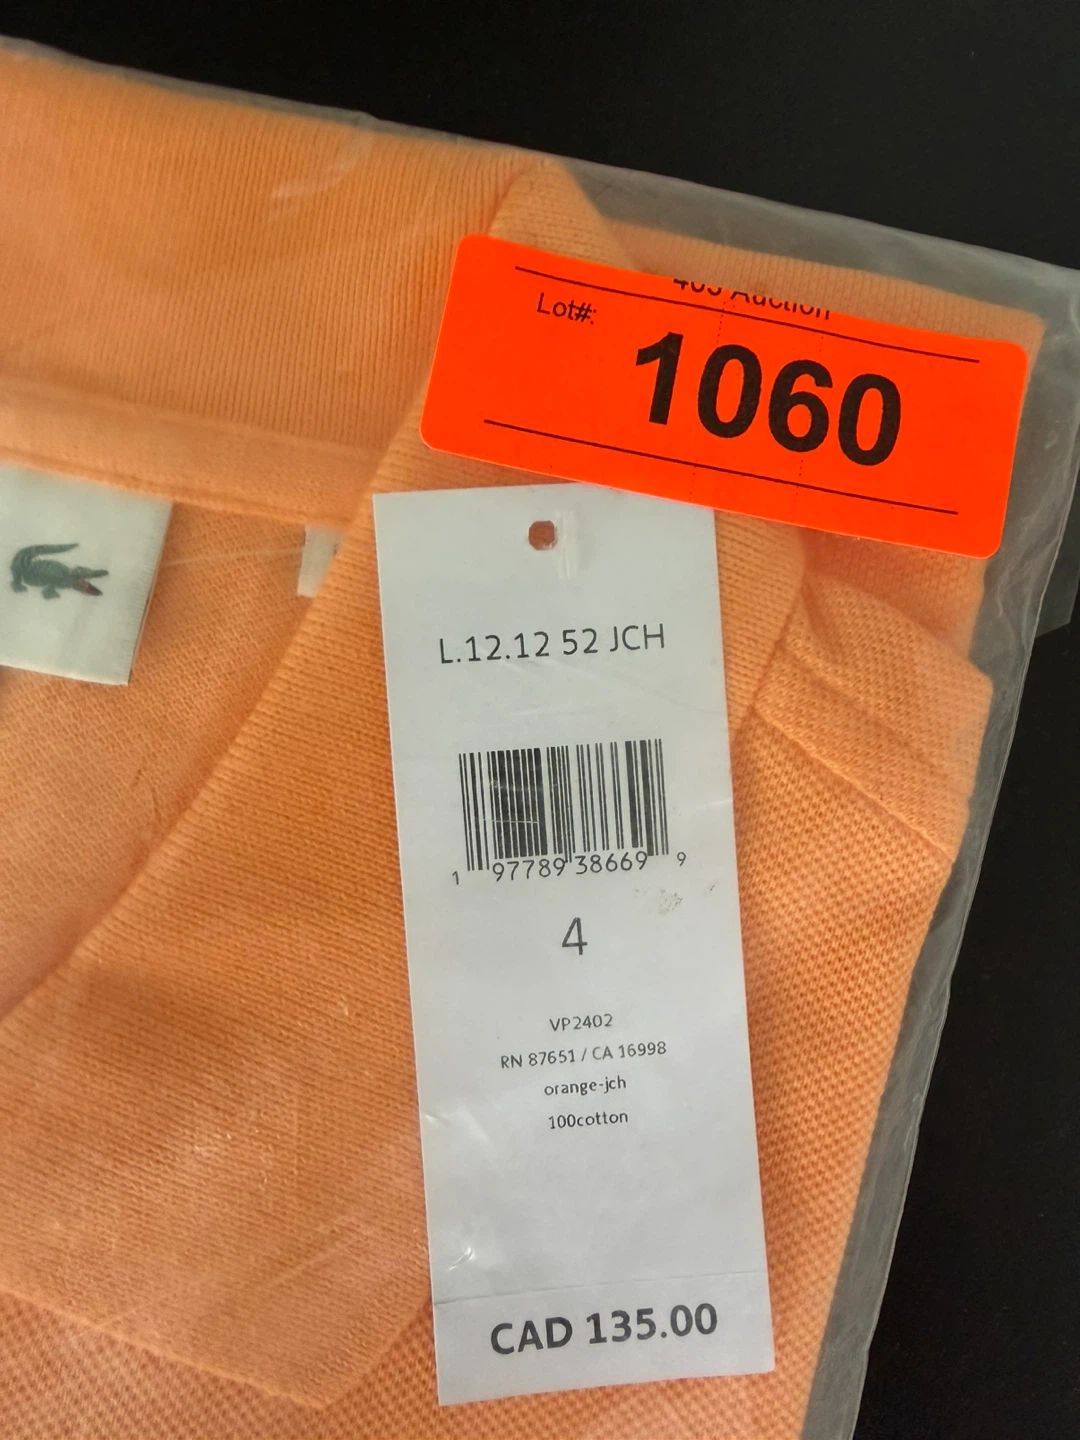 Auction
Lot#:
1060
L.12.12 52 JCH
1 97789 38669 9
4
VP2402
RN 87651 / CA 16998
orange-jch
100cotton
CAD 135.00